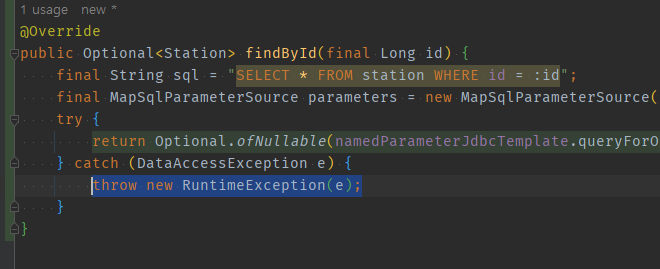 1 usage new *
@Override
public Optional<Station> findById(final Long id) {
final String sql = "SELECT * FROM station WHERE id = :id";
final MapSqlParameterSource parameters = new MapSqlParameterSource(
try {
return Optional.ofNullable(namedParameterJdbcTemplate.queryForO
} catch (DataAccessException e) {
throw new RuntimeException(e);
}
}